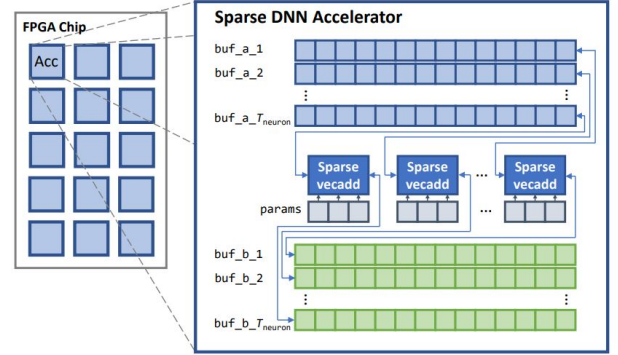 FPGA Chip
Acc
Sparse DNN Accelerator
buf_a_1
buf_a_2
⋮ ⋮
buf_a_Tneuron
Sparse vecadd
Sparse vecadd
...
Sparse vecadd
params
...
buf_b_1
buf_b_2
⋮ ⋮
buf_b_Tneuron